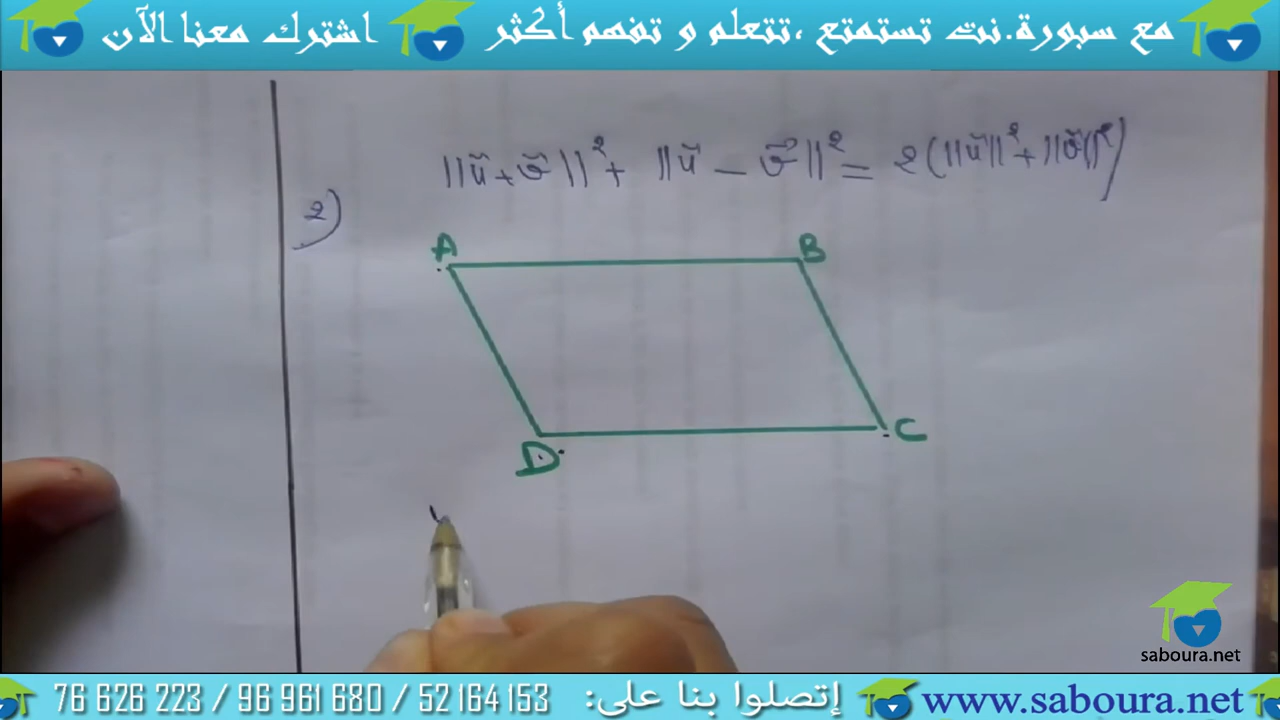 مع سبورة.نت تستمتع ،تتعلم و تفهم أكثر اشترك معنا الآن
||u⃗+v⃗||²+ ||u⃗ - v⃗||² = 2(||u⃗||²+||v⃗||²)
2)
A B
D C
saboura.net
76 626 223 / 96 961 680 / 52 164 153 إتصلوا بنا على: www.saboura.net